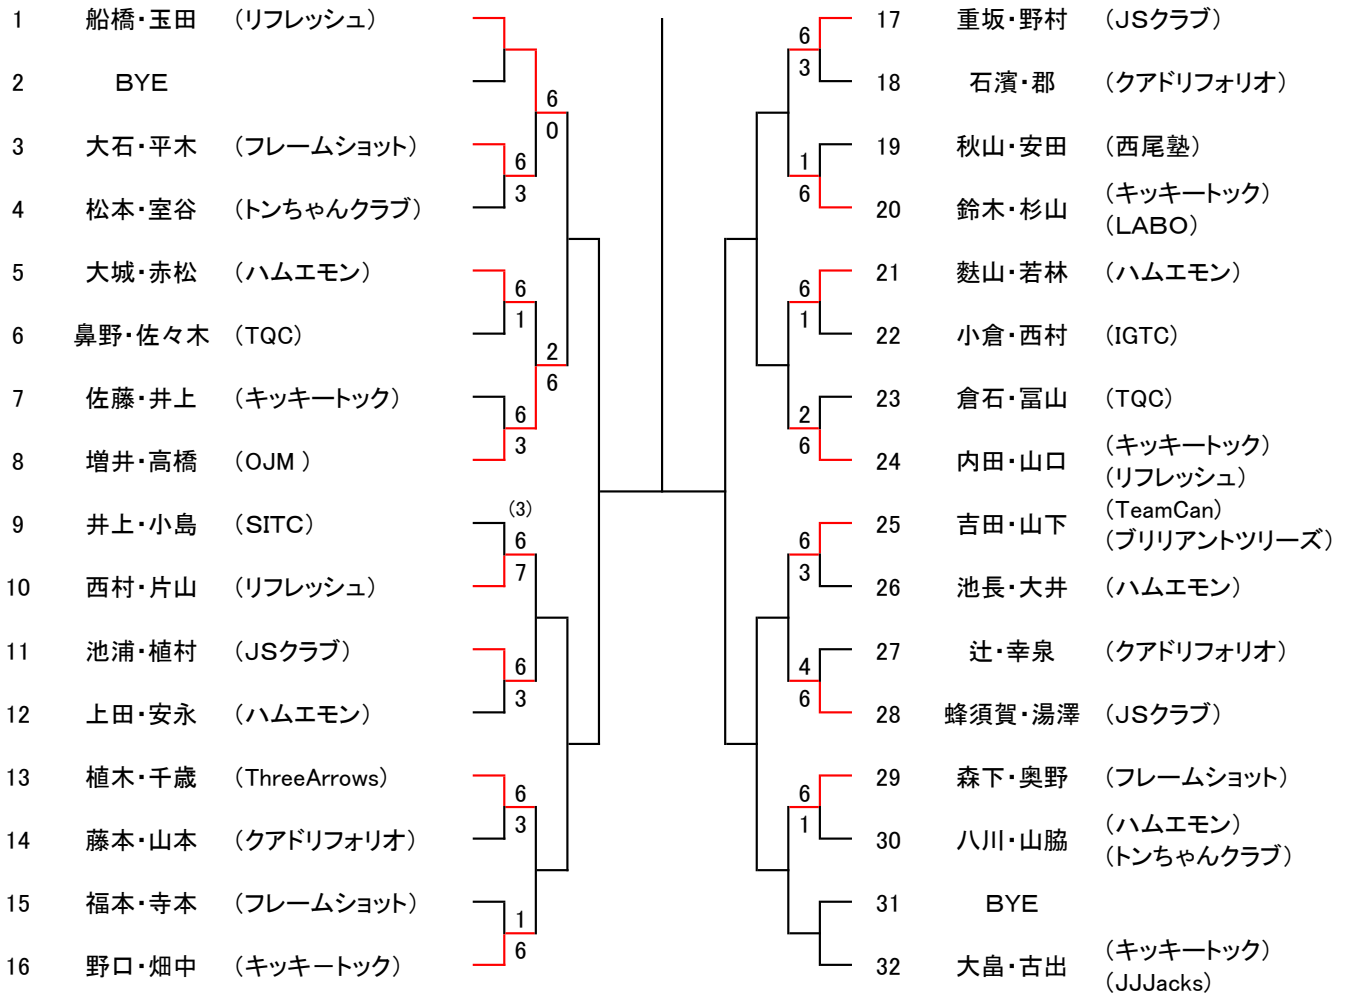 1 船橋・玉田 （リフレッシュ）
2 BYE
6
0
3 大石・平木 （フレームショット）
6
3
4 松本・室谷 （トンちゃんクラブ）
5 大城・赤松 （ハムエモン）
6
1
6 鼻野・佐々木 （TQC）
2
6
7 佐藤・井上 （キッキートック）
6
3
8 増井・高橋 （OJM ）
9 井上・小島 （SITC）
(3)
6
7
10 西村・片山 （リフレッシュ）
11 池浦・植村 （JSクラブ）
6
3
12 上田・安永 （ハムエモン）
13 植木・千歳 （ThreeArrows）
6
3
14 藤本・山本 （クアドリフォリオ）
15 福本・寺本 （フレームショット）
1
6
16 野口・畑中 （キッキートック）
17 重坂・野村 （JSクラブ）
6
3
18 石濱・郡 （クアドリフォリオ）
19 秋山・安田 （西尾塾）
1
6
20 鈴木・杉山 （キッキートック）
（LABO）
21 麩山・若林 （ハムエモン）
6
1
22 小倉・西村 （IGTC）
23 倉石・冨山 （TQC）
2
6
24 内田・山口 （キッキートック）
（リフレッシュ）
25 吉田・山下 （TeamCan）
（ブリリアントツリーズ）
6
3
26 池長・大井 （ハムエモン）
27 辻・幸泉 （クアドリフォリオ）
4
6
28 蜂須賀・湯澤 （JSクラブ）
29 森下・奥野 （フレームショット）
6
1
30 八川・山脇 （ハムエモン）
（トンちゃんクラブ）
31 BYE
32 大畠・古出 （キッキートック）
（JJJacks）